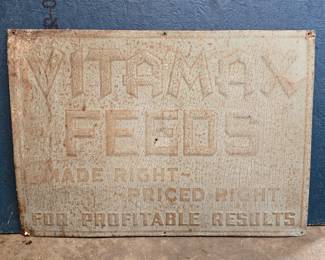 VITAMAX
FEEDS
MADE RIGHT~
~PRICED RIGHT
FOR PROFITABLE RESULTS